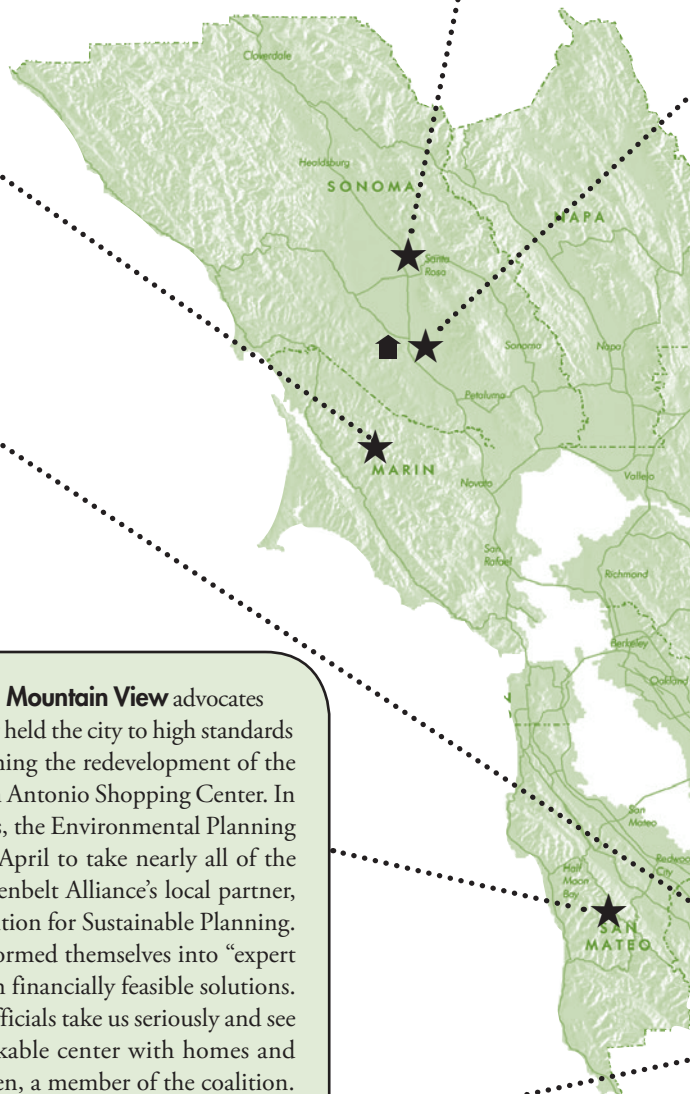 Cloverdale
Healdsburg
SONOMA
NAPA
Santa
Rosa
Sonoma
Napa
Petaluma
MARIN
Novato
Vallejo
San
Rafael
Richmond
Berkeley
Oakland
Mountain View advocates
held the city to high standards
ning the redevelopment of the
Antonio Shopping Center. In
s, the Environmental Planning
April to take nearly all of the
enbelt Alliance's local partner,
ition for Sustainable Planning.
ormed themselves into “expert
n financially feasible solutions.
ficials take us seriously and see
kable center with homes and
en, a member of the coalition.
San
Mateo
Redwoo
City
Half
Moon
Bay
SAN
MATEO